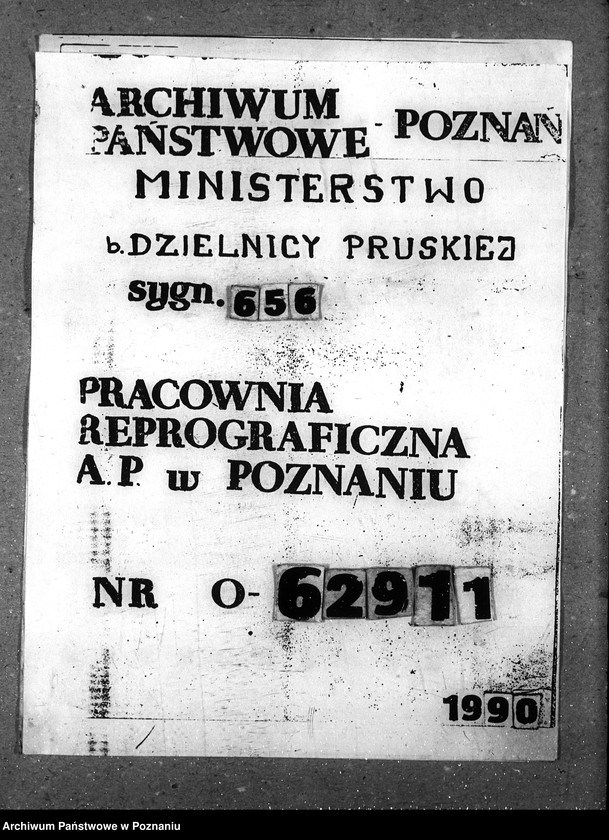 ARCHIWUM
PAŃSTWOWE - POZNAŃ
MINISTERSTWO
b. DZIELNICY PRUSKIEJ
sygn. 656
PRACOWNIA
REPROGRAFICZNA
A. P. w POZNANIU
NR O-62911
1990
Archiwum Państwowe w Poznaniu